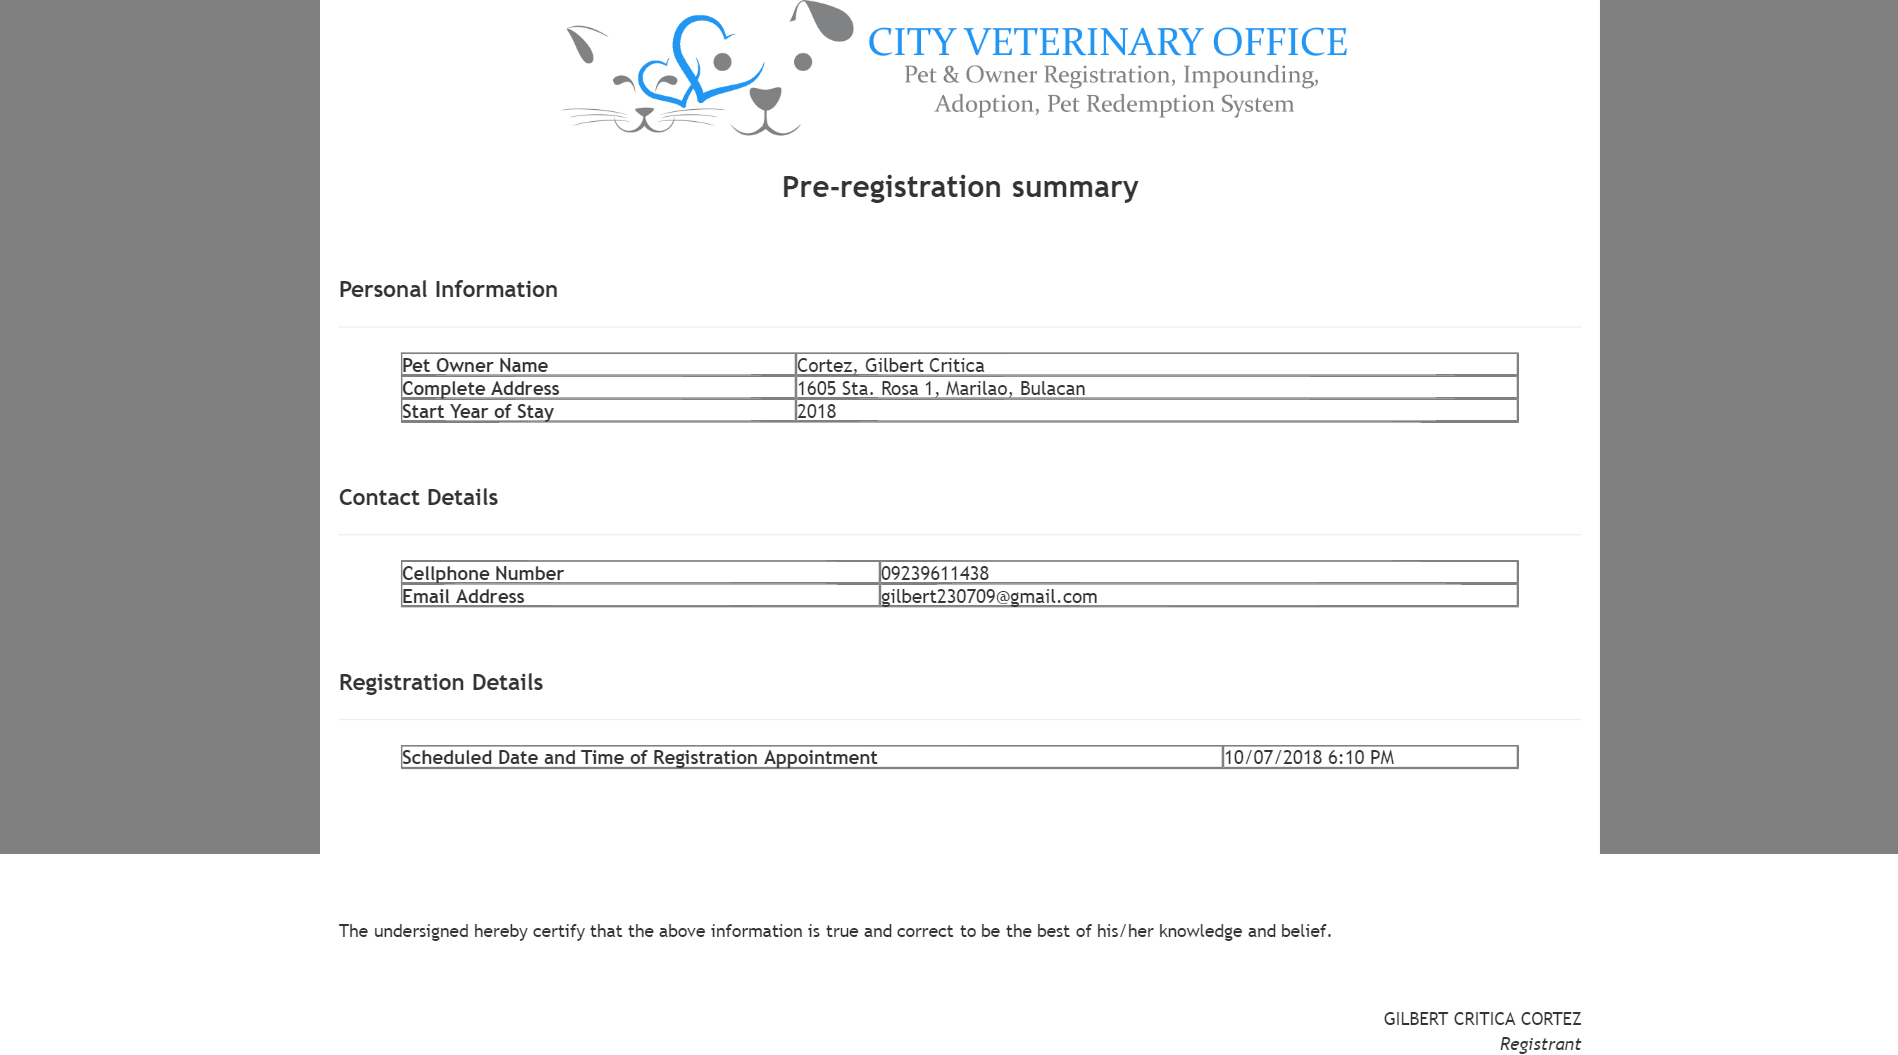 CITY VETERINARY OFFICE
Pet & Owner Registration, Impounding,
Adoption, Pet Redemption System
Pre-registration summary
Personal Information
Pet Owner Name Cortez, Gilbert Critica
Complete Address 1605 Sta. Rosa 1, Marilao, Bulacan
Start Year of Stay 2018
Contact Details
Cellphone Number 09239611438
Email Address gilbert230709@gmail.com
Registration Details
Scheduled Date and Time of Registration Appointment 10/07/2018 6:10 PM
The undersigned hereby certify that the above information is true and correct to be the best of his/her knowledge and belief.
GILBERT CRITICA CORTEZ
Registrant